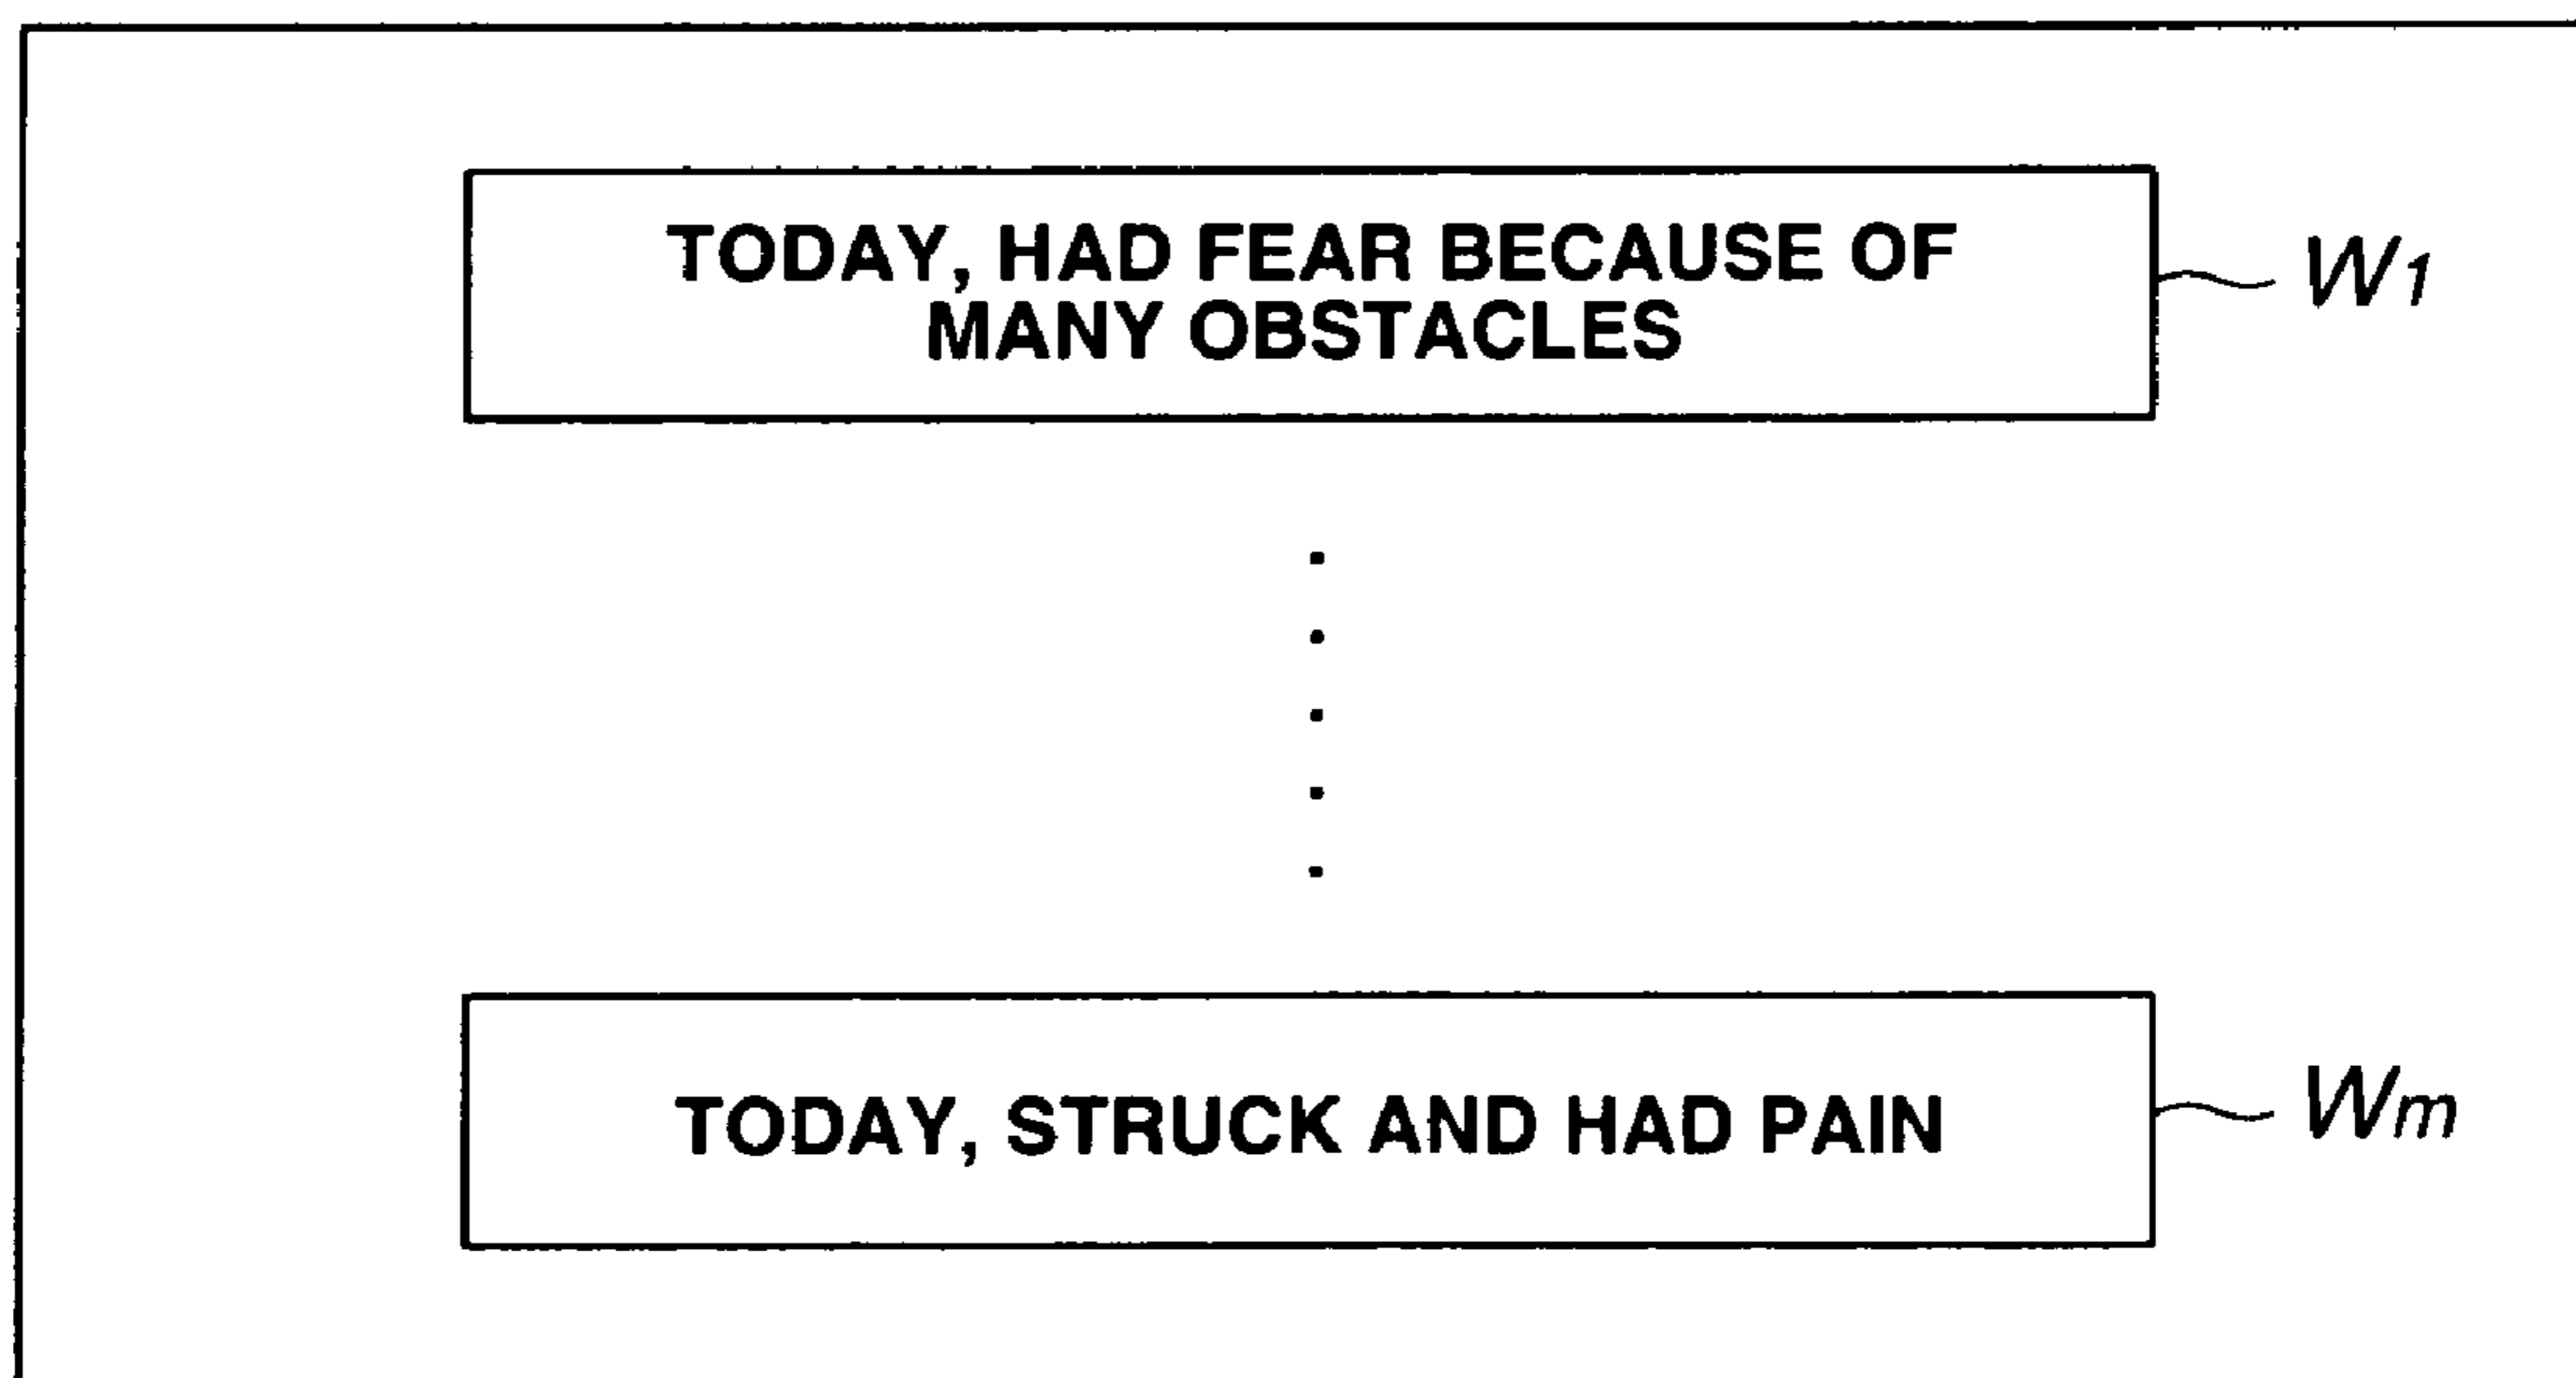 TODAY, HAD FEAR BECAUSE OF
MANY OBSTACLES
W1
TODAY, STRUCK AND HAD PAIN
Wm